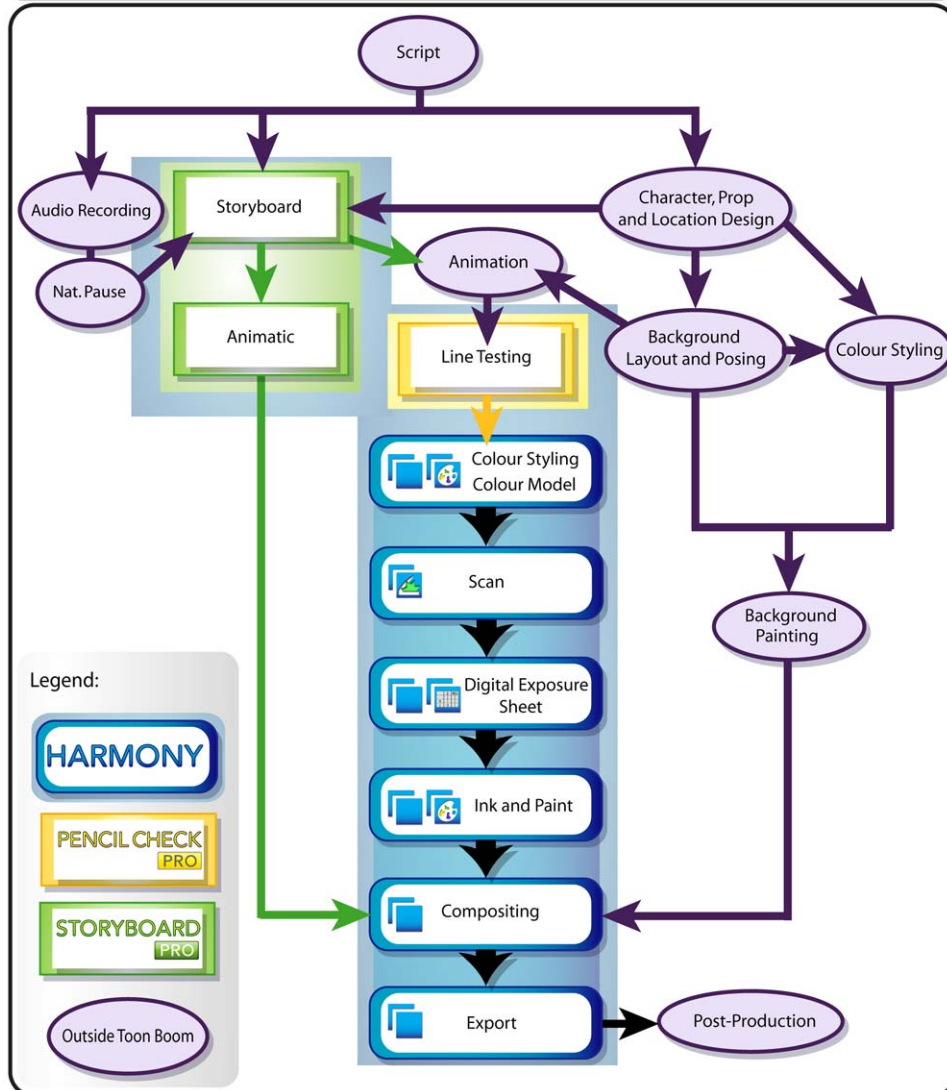 Script
Audio Recording
Storyboard
Character, Prop
and Location Design
Nat. Pause
Animation
Animatic
Line Testing
Background
Layout and Posing
Colour Styling
Colour Styling
Colour Model
Scan
Background
Painting
Digital Exposure
Sheet
Ink and Paint
Compositing
Export
Post-Production
Legend:
HARMONY
PENCIL CHECK
PRO
STORYBOARD
PRO
Outside Toon Boom